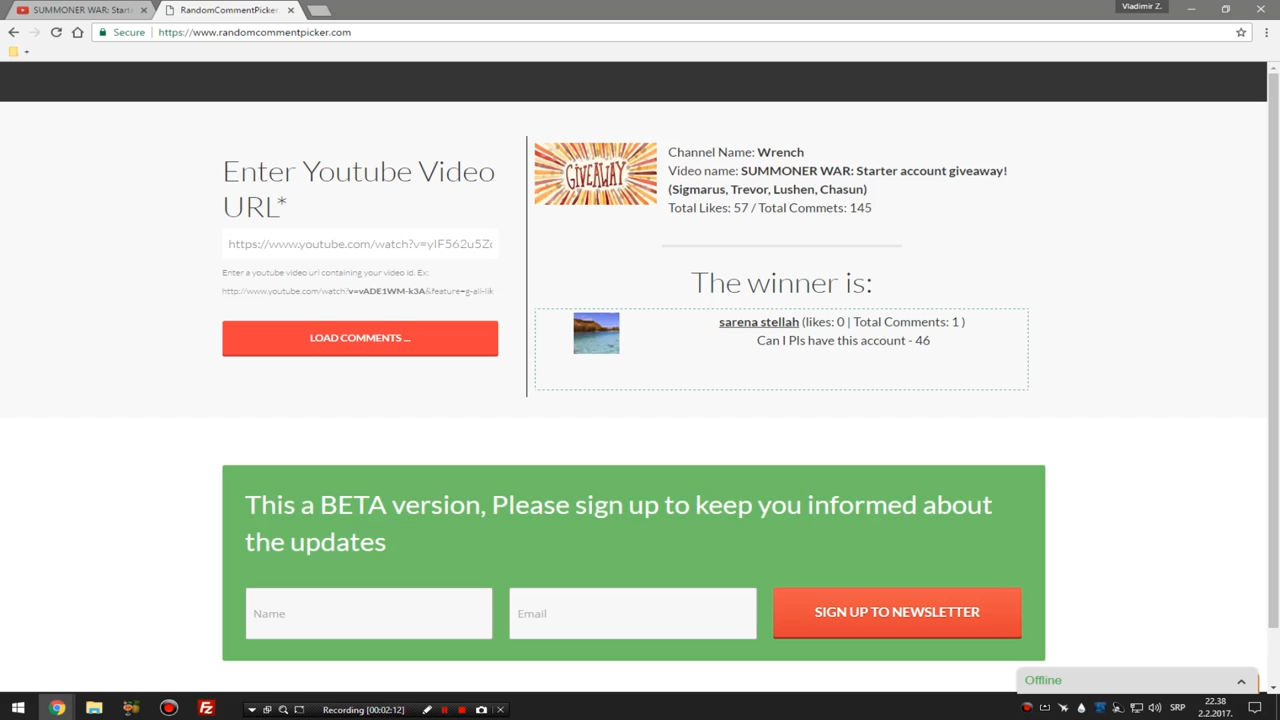 SUMMONER WAR: Starte
RandomCommentPicker
Vladimir Z.
Secure
https://www.randomcommentpicker.com
Enter Youtube Video
URL*
https://www.youtube.com/watch?v=yIF562u5Z
Enter a youtube video url containing your video id. Ex:
http://www.youtube.com/watch?v=vADE1WM-k3A&feature=g-all-lik
LOAD COMMENTS ...
GIVEAWAY
Channel Name: Wrench
Video name: SUMMONER WAR: Starter account giveaway!
(Sigmarus, Trevor, Lushen, Chasun)
Total Likes: 57 / Total Commets: 145
The winner is:
sarena stellah (likes: 0 | Total Comments: 1 )
Can I Pls have this account - 46
This a BETA version, Please sign up to keep you informed about
the updates
Name
Email
SIGN UP TO NEWSLETTER
Offline
Recording [00:02:12]
SRP
22.38
2.2.2017.